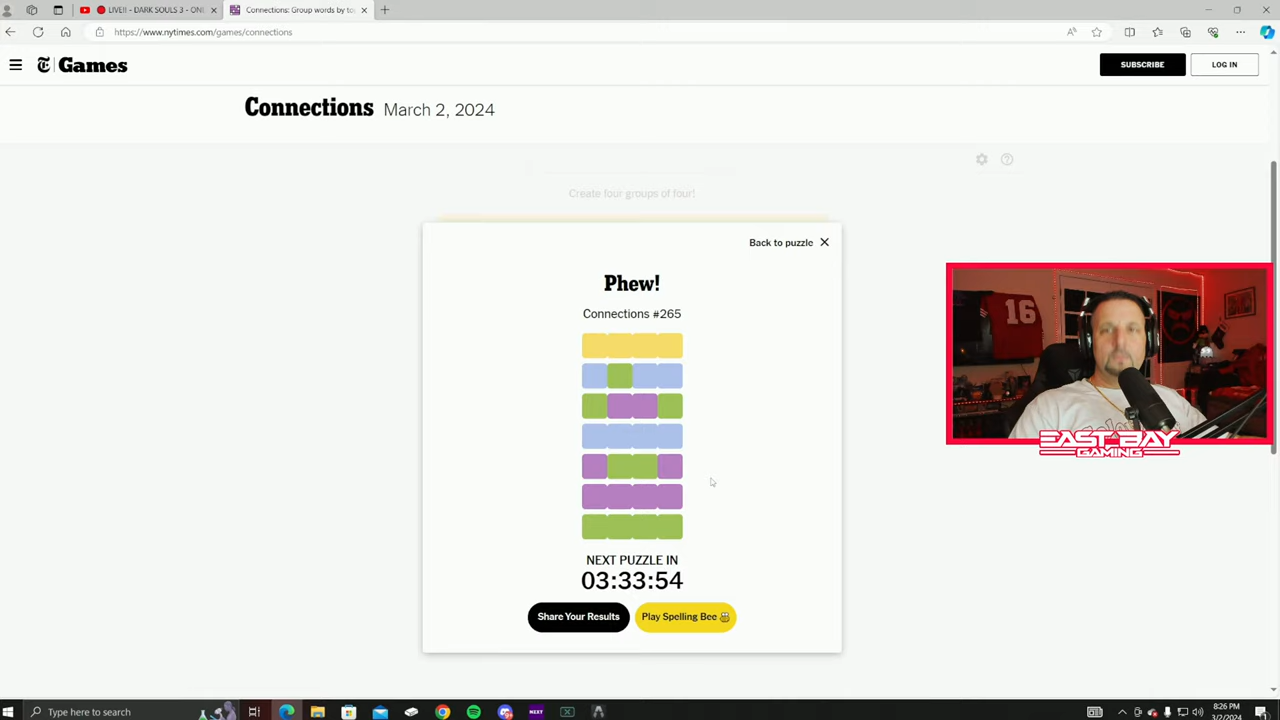 LIVE!! - DARK SOULS 3 - ON
Connections: Group words by to
https://www.nytimes.com/games/connections
Games
SUBSCRIBE
LOG IN
Connections March 2, 2024
Create four groups of four!
Back to puzzle
Phew!
Connections #265
16
EAST BAY
GAMING
NEXT PUZZLE IN
03:33:54
Share Your Results
Play Spelling Bee
Type here to search
NEXT
8:26 PM
3/2/2024